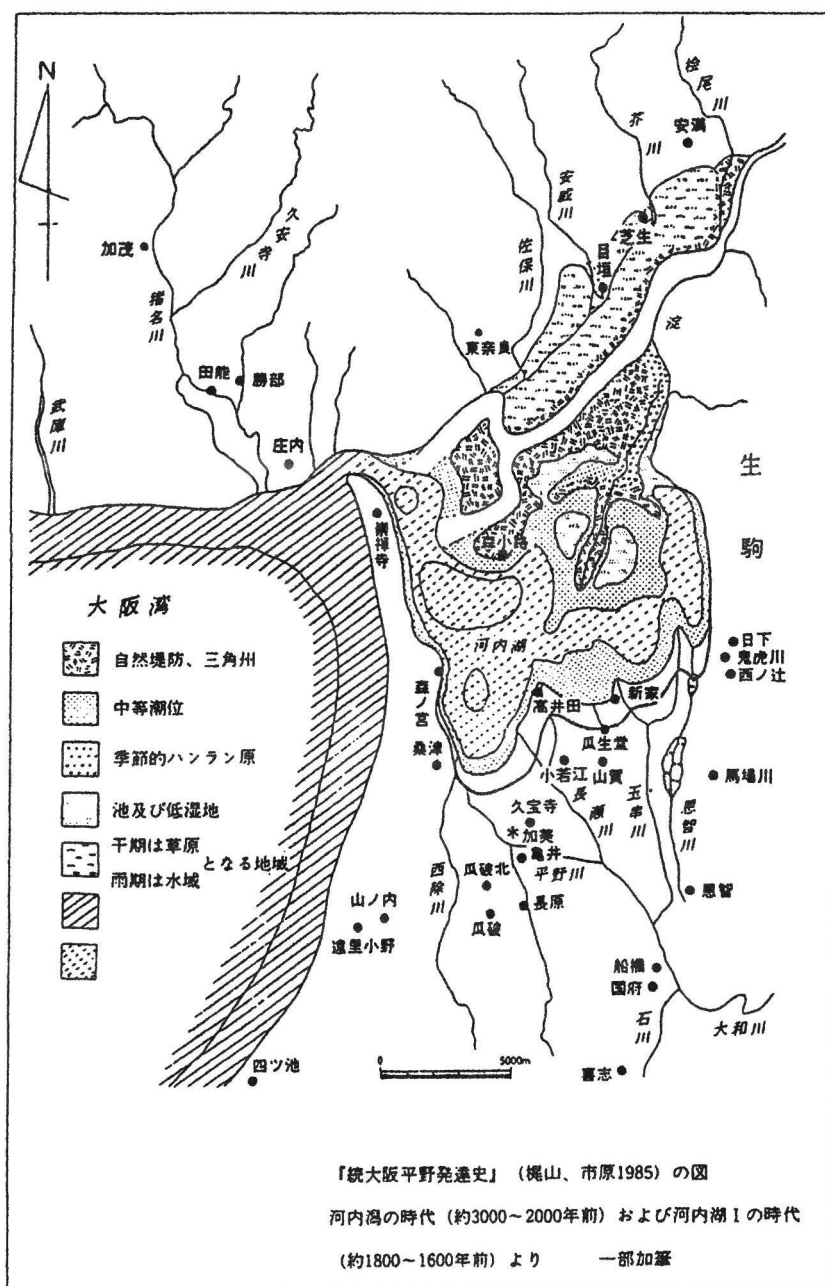 N
桧尾川
芥川
安満
安威川
佐保川
芝生
目垣
久安寺川
加茂
猪名川
淀
東奈良
田能
勝部
武庫川
庄内
生駒
崇禅寺
大阪湾
河内湖
日下
鬼虎川
西ノ辻
自然堤防、三角州
中等潮位
季節的ハンラン原
池及び低湿地
干期は草原
雨期は水域
となる地域
森ノ宮
高井田
新家
瓜生堂
桑津
小若江
山賀
長瀬川
玉串川
恩智川
馬場川
久宝寺
*加美
亀井
平野川
西除川
瓜破北
瓜破
長原
恩智
山ノ内
遠里小野
船橋
国府
石川
大和川
四ツ池
0
5000m
喜志
『続大阪平野発達史』(梶山、市原1985)の図
河内潟の時代(約3000~2000年前)および河内湖Ⅰの時代
(約1800~1600年前)より 一部加筆